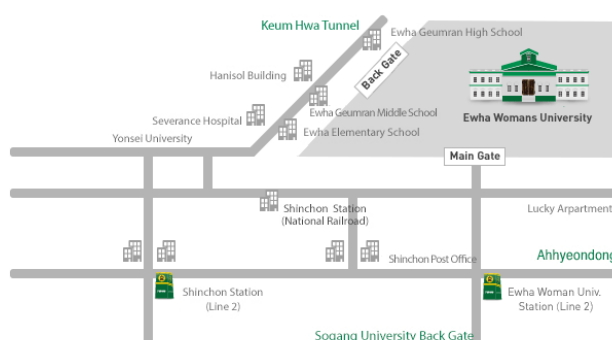 Keum Hwa Tunnel
Ewha Geumran High School
Back Gate
Hanisol Building
Ewha Geumran Middle School
Severance Hospital
Ewha Elementary School
Yonsei University
Ewha Womans University
Main Gate
Shinchon Station
(National Railroad)
Lucky Arpartment
Shinchon Post Office
Ahhyeondong
Shinchon Station
(Line 2)
Ewha Woman Univ.
Station (Line 2)
Sogang University Back Gate